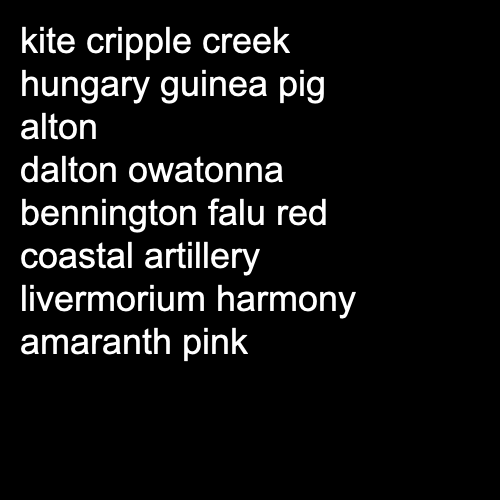 kite cripple creek
hungary guinea pig
alton
dalton owatonna
bennington falu red
coastal artillery
livermorium harmony
amaranth pink